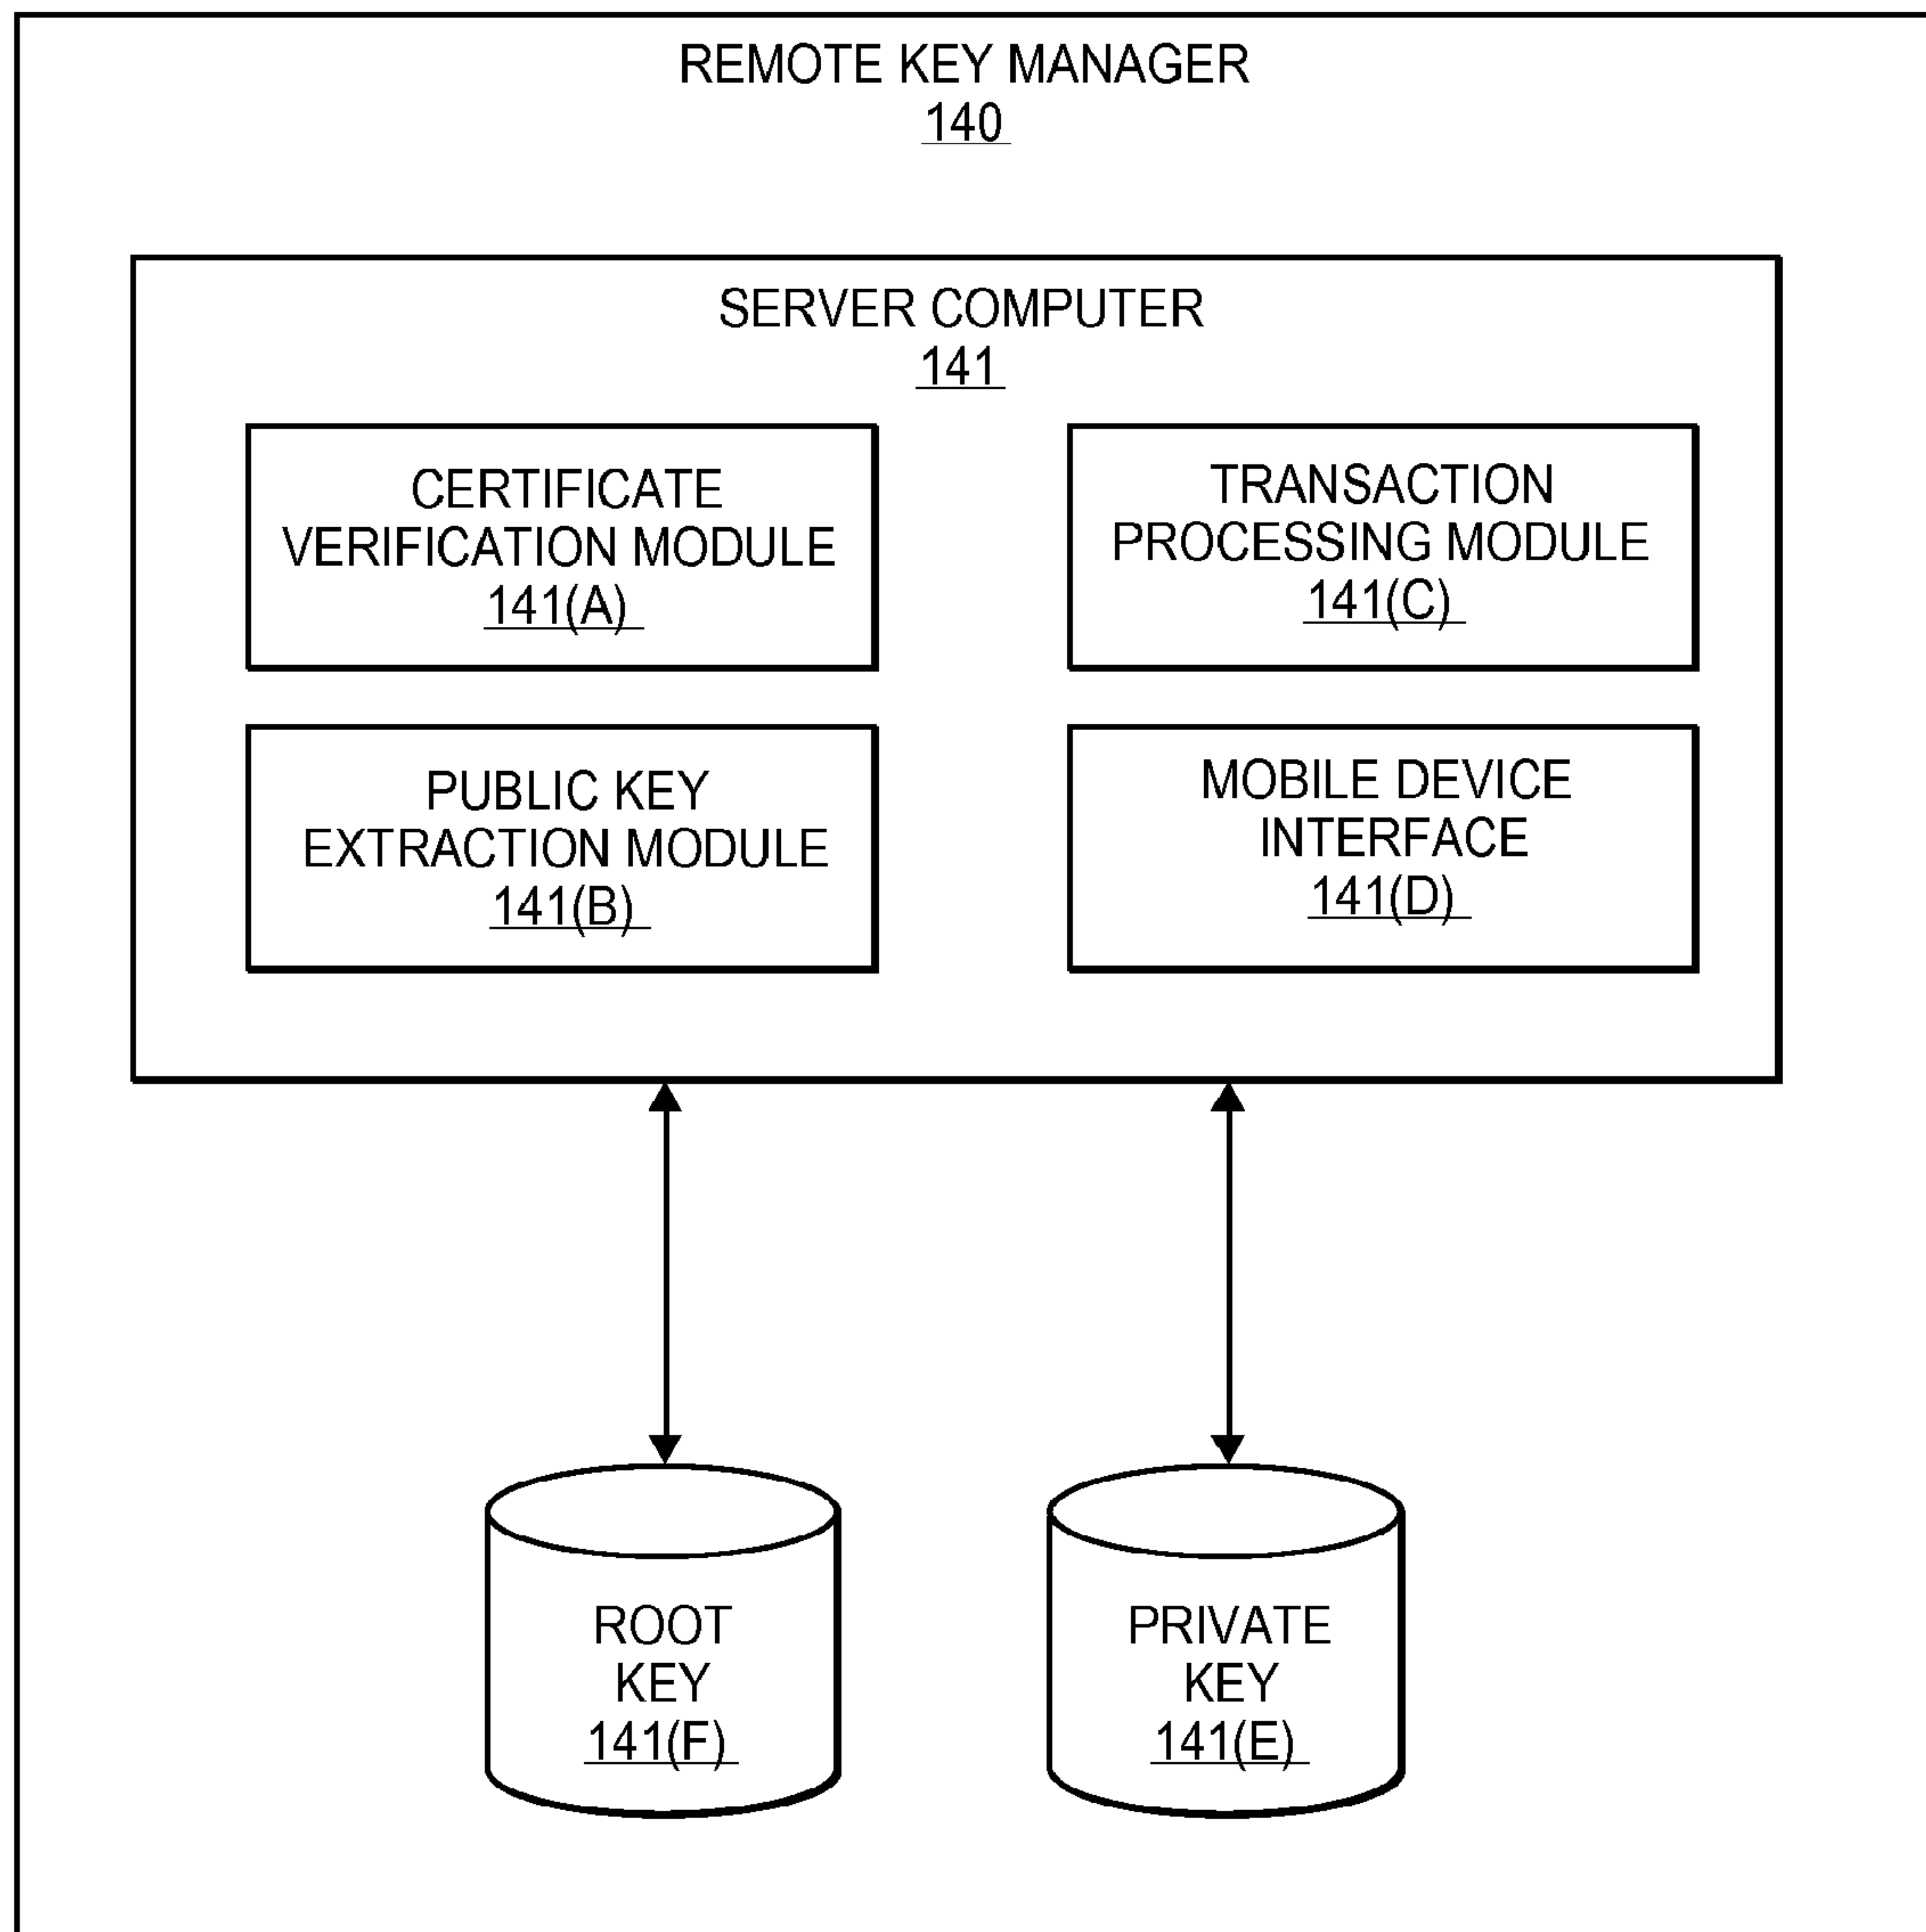 REMOTE KEY MANAGER
140
SERVER COMPUTER
141
CERTIFICATE
VERIFICATION MODULE
141(A)
TRANSACTION
PROCESSING MODULE
141(C)
PUBLIC KEY
EXTRACTION MODULE
141(B)
MOBILE DEVICE
INTERFACE
141(D)
ROOT
KEY
141(F)
PRIVATE
KEY
141(E)